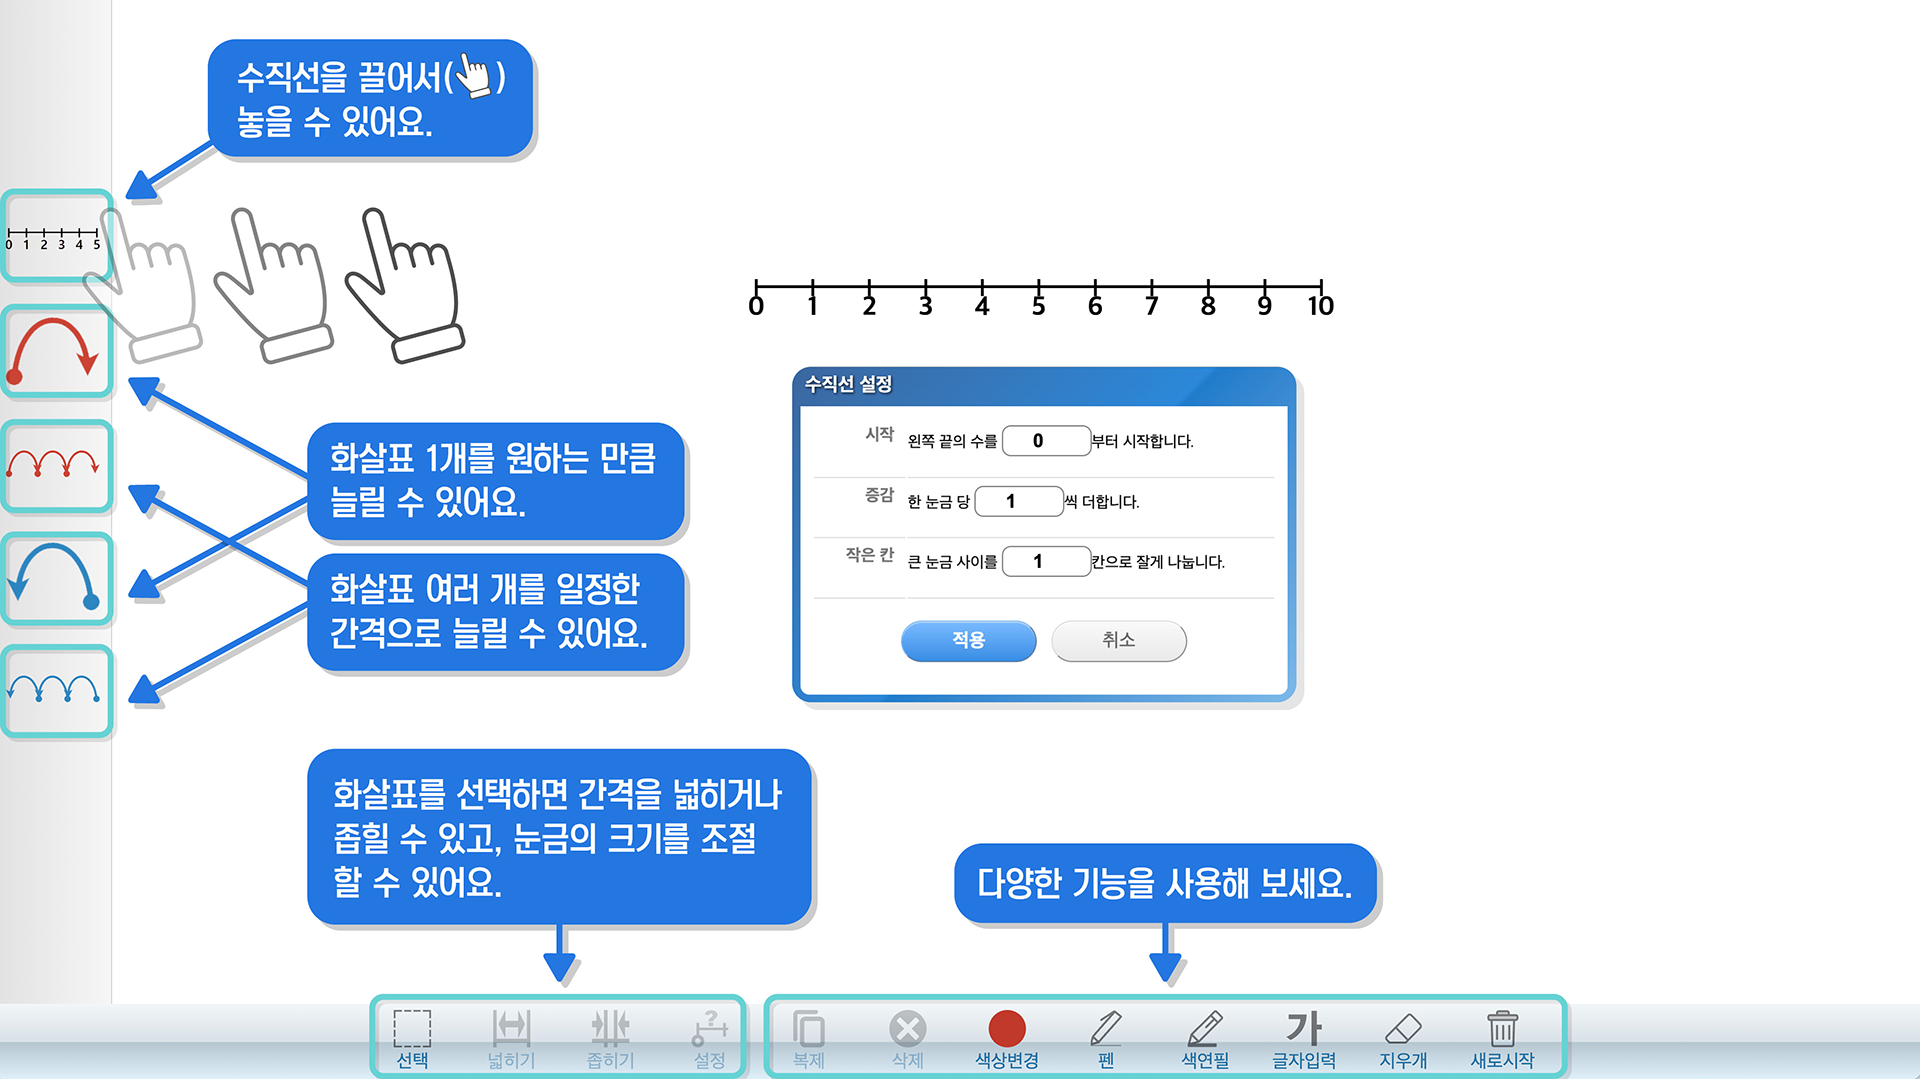 수직선을 끌어서( )
놓을 수 있어요.
0 1 2 3 4 5
0 1 2 3 4 5 6 7 8 9 10
수직선 설정
시작 왼쪽 끝의 수를 0 부터 시작합니다.
증감 한 눈금 당 1 씩 더합니다.
작은 칸 큰 눈금 사이를 1 칸으로 잘게 나눕니다.
적용 취소
화살표 1개를 원하는 만큼
늘릴 수 있어요.
화살표 여러 개를 일정한
간격으로 늘릴 수 있어요.
화살표를 선택하면 간격을 넓히거나
좁힐 수 있고, 눈금의 크기를 조절
할 수 있어요.
다양한 기능을 사용해 보세요.
?
가
선택 넓히기 좁히기 설정 복제 삭제 색상변경 펜 색연필 글자입력 지우개 새로시작